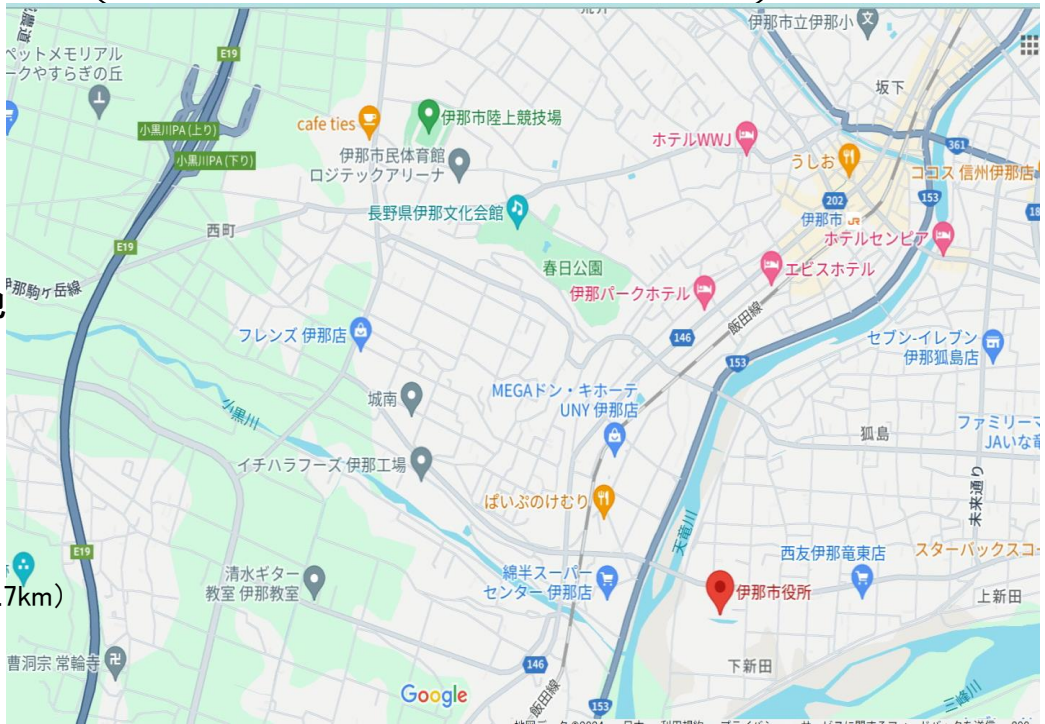 伊那市立伊那小
文
坂下
ペットメモリアル
ークやすらぎの丘
E19
小黒川PA(上り)
小黒川PA(下り)
cafe ties
伊那市陸上競技場
伊那市民体育館
ロジテックアリーナ
ホテルWWJ
うしお
361
ココス 信州伊那店
長野県伊那文化会館
202
153
18
伊那市
JR
ホテルセンピア
西町
E19
春日公園
エビスホテル
伊那パークホテル
伊那駒ケ岳線
飯田線
146
フレンズ 伊那店
153
セブン-イレブン
伊那狐島店
MEGAドン・キホーテ
UNY 伊那店
城南
小黒川
狐島
ファミリーマ
JAいな竜
イチハラフーズ 伊那工場
未来通り
ぱいぷのけむり
天竜川
E19
西友伊那竜東店
スターバックスコー
7km)
清水ギター
教室 伊那教室
綿半スーパー
センター 伊那店
伊那市役所
上新田
曹洞宗 常輪寺
146
下新田
三峰川
Google
飯田線
153